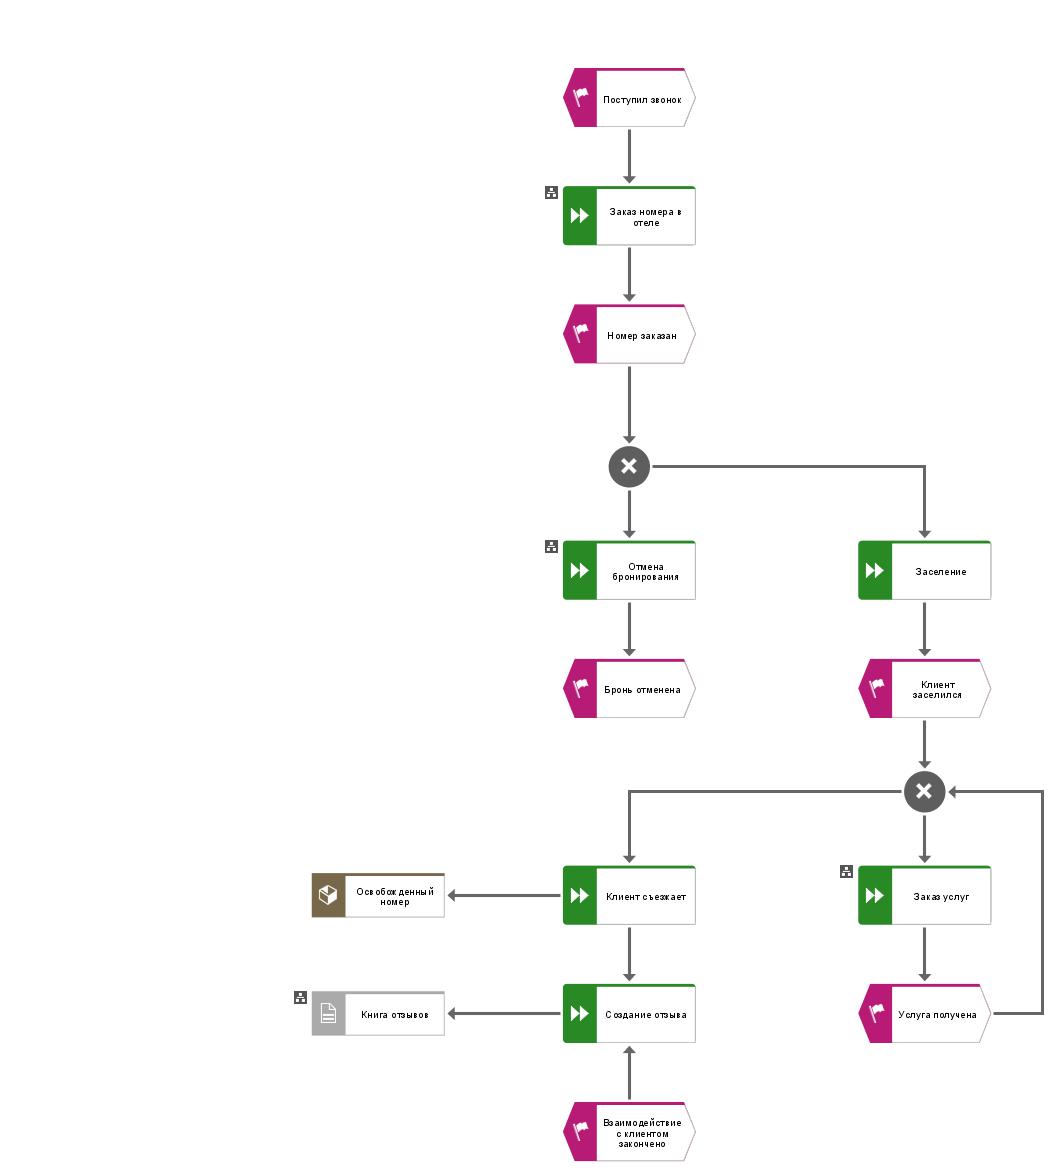 Поступил звонок
Заказ номера в
отеле
Номер заказан
Отмена
бронирования
Заселение
Бронь отменена
Клиент
заселился
Освобожденный
номер
Клиент съезжает
Заказ услуг
Книга отзывов
Создание отзыва
Услуга получена
Взаимодействие
с клиентом
закончено